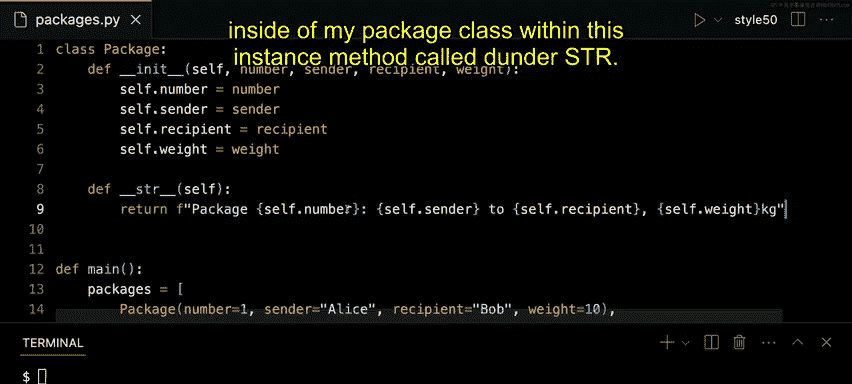 packages.py
style50
inside of my package class within this
instance method called dunder STR.
1 class Package:
2 def __init__(self, number, sender, recipient, weight):
3 self.number = number
4 self.sender = sender
5 self.recipient = recipient
6 self.weight = weight
7
8 def __str__(self):
9 return f"Package {self.number}: {self.sender} to {self.recipient}, {self.weight}kg"
10
11
12 def main():
13 packages = [
14 Package(number=1, sender="Alice", recipient="Bob", weight=10),
TERMINAL
$